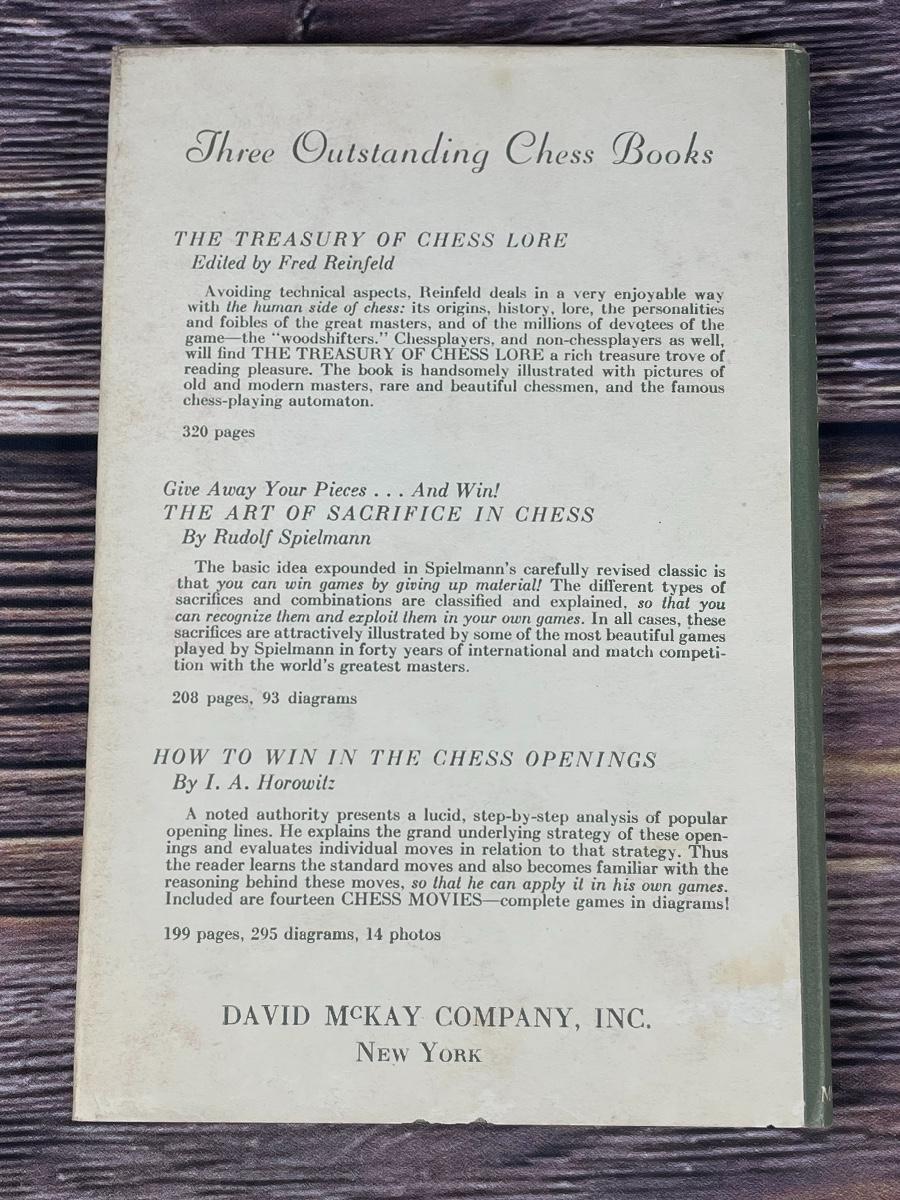 Three Outstanding Chess Books
THE TREASURY OF CHESS LORE
Edited by Fred Reinfeld
Avoiding technical aspects, Reinfeld deals in a very enjoyable way
with the human side of chess: its origins, history, lore, the personalities
and foibles of the great masters, and of the millions of devotees of the
game—the "woodshifters." Chessplayers, and non-chessplayers as well,
will find THE TREASURY OF CHESS LORE a rich treasure trove of
reading pleasure. The book is handsomely illustrated with pictures of
old and modern masters, rare and beautiful chessmen, and the famous
chess-playing automaton.
320 pages
Give Away Your Pieces . . . And Win!
THE ART OF SACRIFICE IN CHESS
By Rudolf Spielmann
The basic idea expounded in Spielmann's carefully revised classic is
that you can win games by giving up material! The different types of
sacrifices and combinations are classified and explained, so that you
can recognize them and exploit them in your own games. In all cases, these
sacrifices are attractively illustrated by some of the most beautiful games
played by Spielmann in forty years of international and match competi-
tion with the world's greatest masters.
208 pages, 93 diagrams
HOW TO WIN IN THE CHESS OPENINGS
By I. A. Horowitz
A noted authority presents a lucid, step-by-step analysis of popular
opening lines. He explains the grand underlying strategy of these open-
ings and evaluates individual moves in relation to that strategy. Thus
the reader learns the standard moves and also becomes familiar with the
reasoning behind these moves, so that he can apply it in his own games.
Included are fourteen CHESS MOVIES—complete games in diagrams!
199 pages, 295 diagrams, 14 photos
DAVID McKAY COMPANY, INC.
NEW YORK